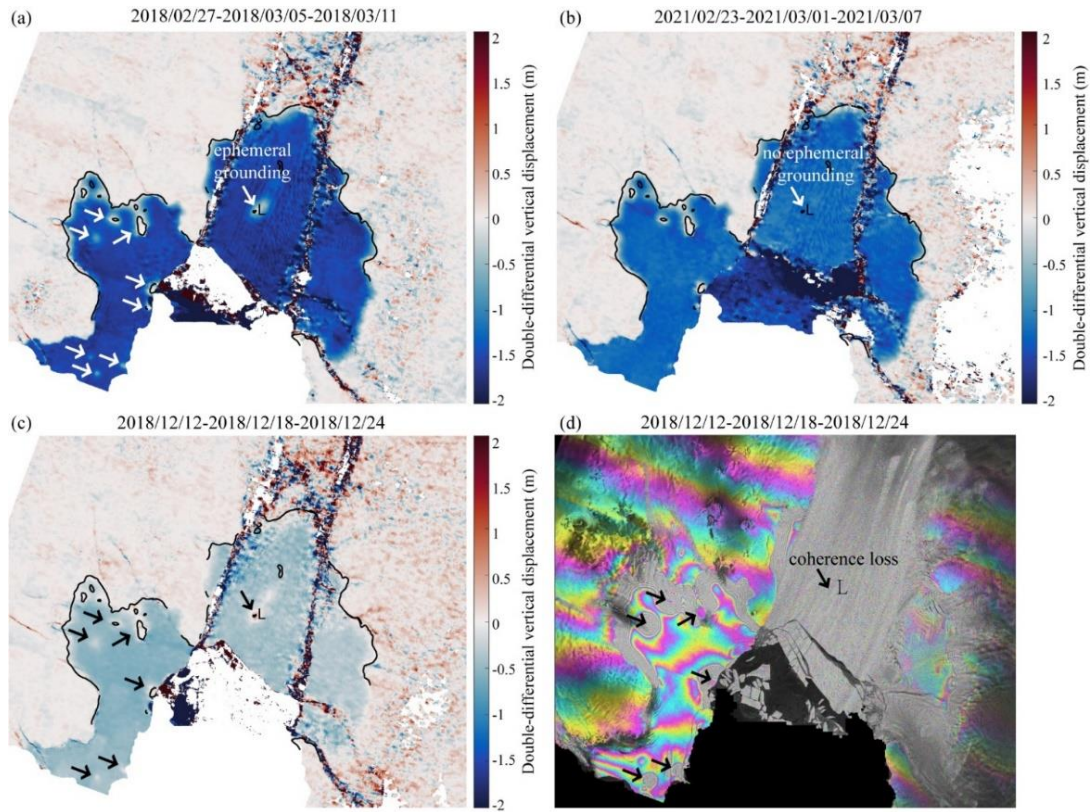 (a)
2018/02/27-2018/03/05-2018/03/11
ephemeral
grounding
L
2
1.5
1
0.5
0
-0.5
-1
-1.5
-2
Double-differential vertical displacement (m)
(b)
2021/02/23-2021/03/01-2021/03/07
no ephemeral
grounding
L
2
1.5
1
0.5
0
-0.5
-1
-1.5
-2
Double-differential vertical displacement (m)
(c)
2018/12/12-2018/12/18-2018/12/24
L
2
1.5
1
0.5
0
-0.5
-1
-1.5
-2
Double-differential vertical displacement (m)
(d)
2018/12/12-2018/12/18-2018/12/24
coherence loss
L